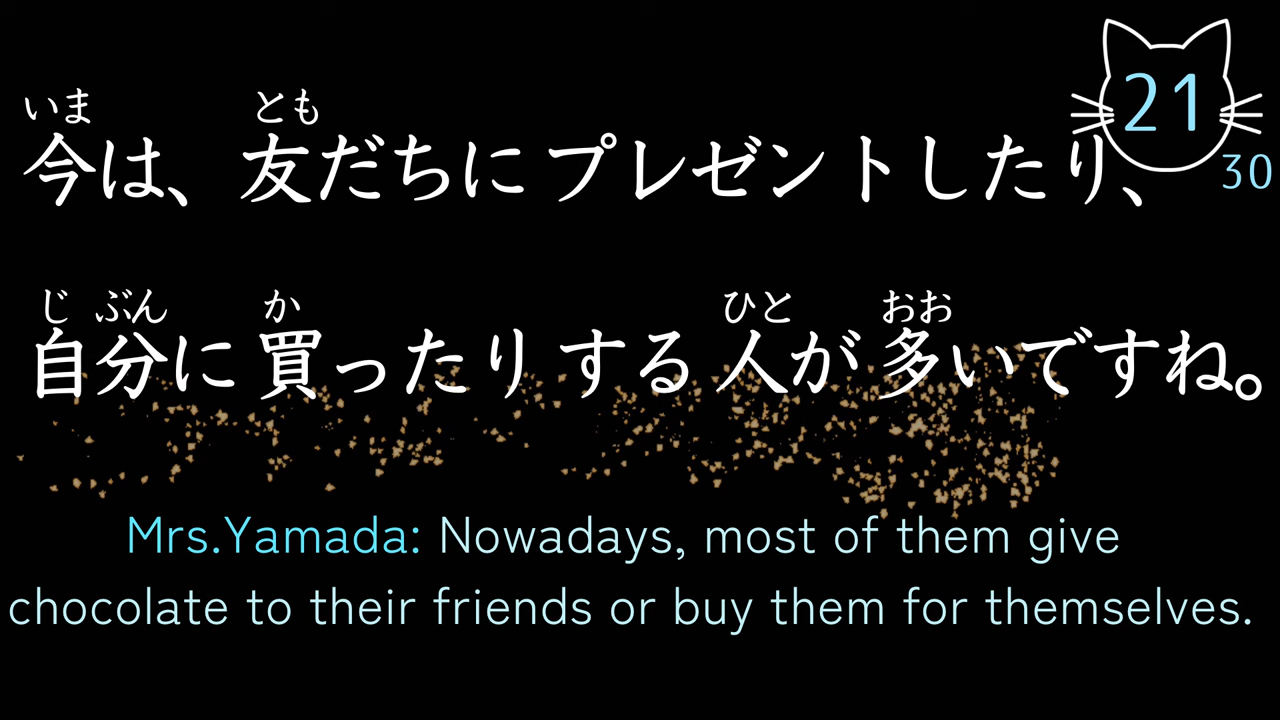 いま とも
今は、友だちにプレゼントしたり、
21
30
じ ぶん か ひと おお
自分に 買ったり する 人が 多いですね。
Mrs.Yamada: Nowadays, most of them give
chocolate to their friends or buy them for themselves.